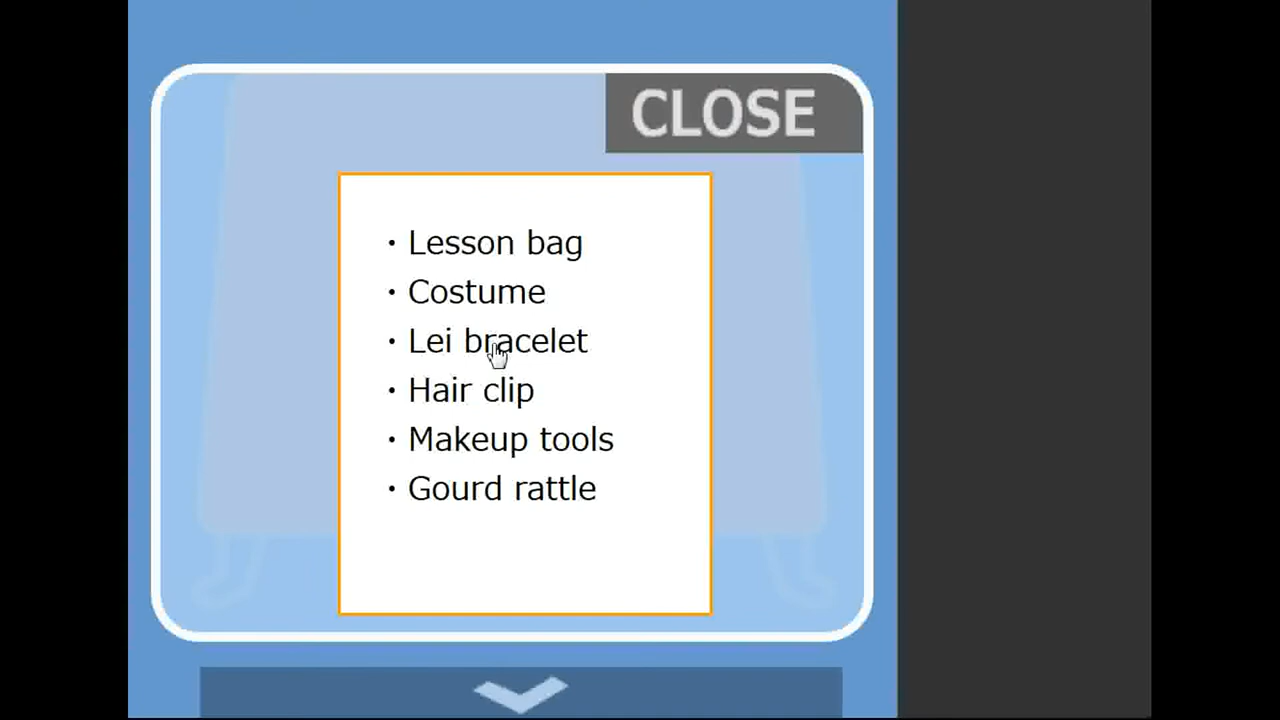 CLOSE
・Lesson bag
・Costume
・Lei bracelet
・Hair clip
・Makeup tools
・Gourd rattle